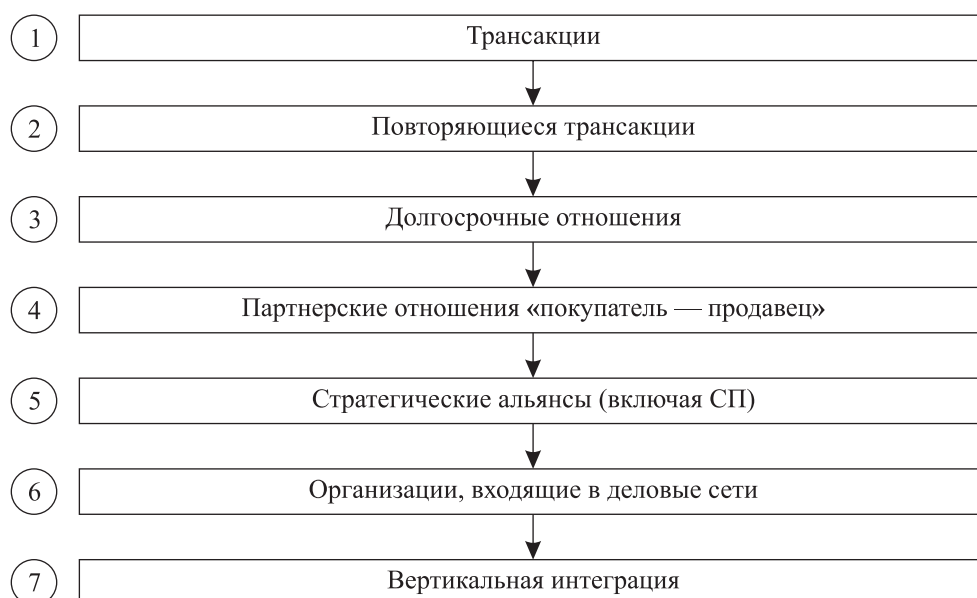 1 Трансакции
2 Повторяющиеся трансакции
3 Долгосрочные отношения
4 Партнерские отношения «покупатель — продавец»
5 Стратегические альянсы (включая СП)
6 Организации, входящие в деловые сети
7 Вертикальная интеграция